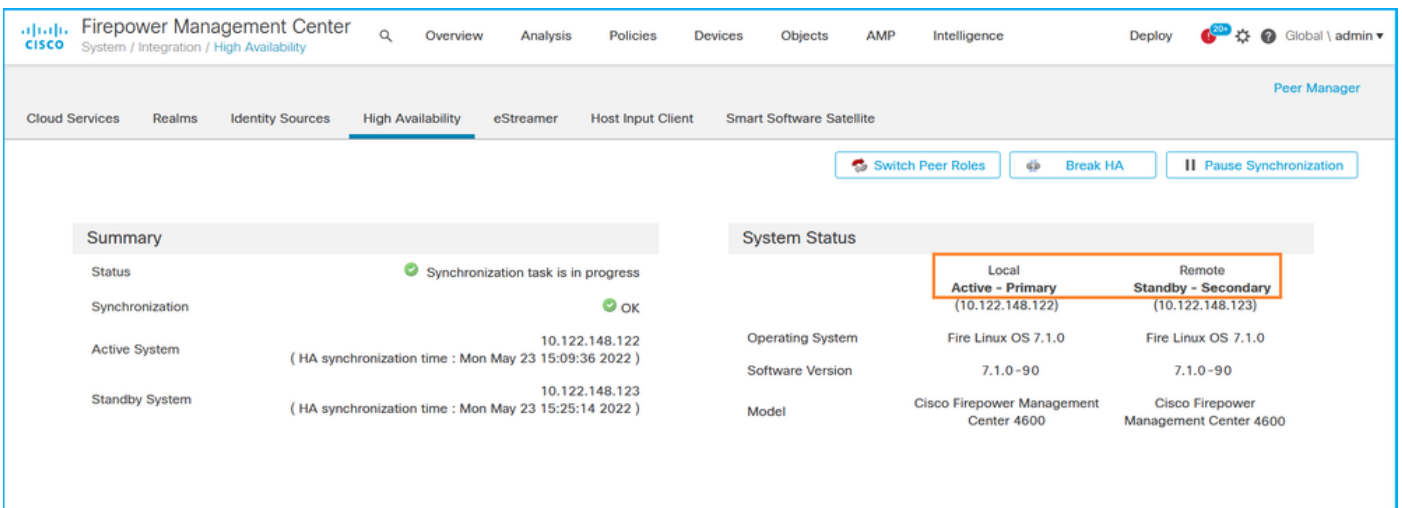 Firepower Management Center
CISCO
System / Integration / High Availability
Overview Analysis Policies Devices Objects AMP Intelligence Deploy 20+ Global \ admin
Peer Manager
Cloud Services Realms Identity Sources High Availability eStreamer Host Input Client Smart Software Satellite
Switch Peer Roles Break HA Pause Synchronization
Summary
Status Synchronization task is in progress
Synchronization OK
Active System 10.122.148.122
( HA synchronization time : Mon May 23 15:09:36 2022 )
Standby System 10.122.148.123
( HA synchronization time : Mon May 23 15:25:14 2022 )
System Status
Local Remote
Active - Primary Standby - Secondary
(10.122.148.122) (10.122.148.123)
Operating System Fire Linux OS 7.1.0 Fire Linux OS 7.1.0
Software Version 7.1.0-90 7.1.0-90
Model Cisco Firepower Management Center 4600 Cisco Firepower Management Center 4600